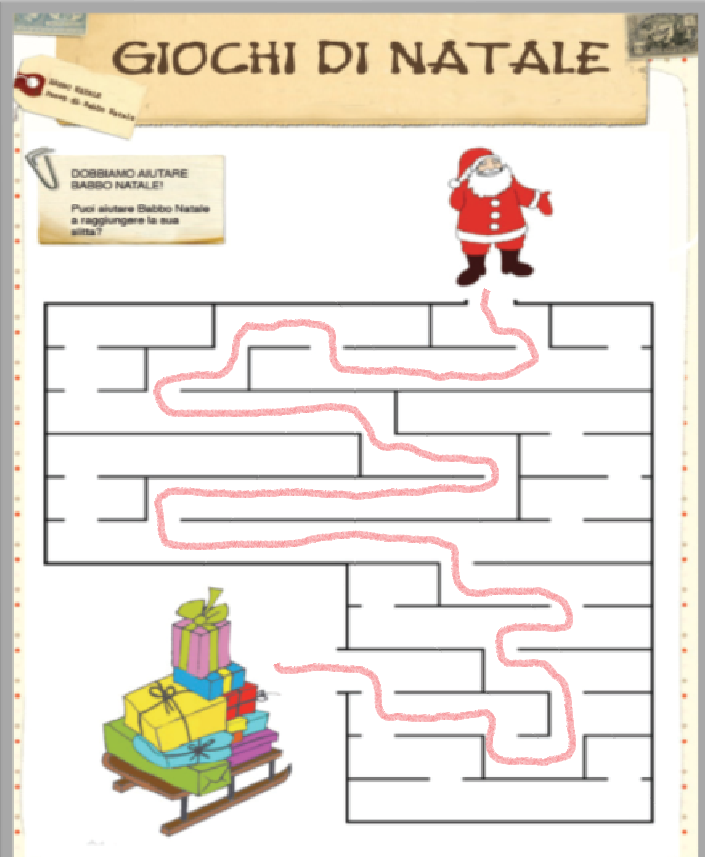 GIOCHI DI NATALE
DOBBIAMO AIUTARE
BABBO NATALE!
Puoi aiutare Babbo Natale
a raggiungere la sua
slitta?